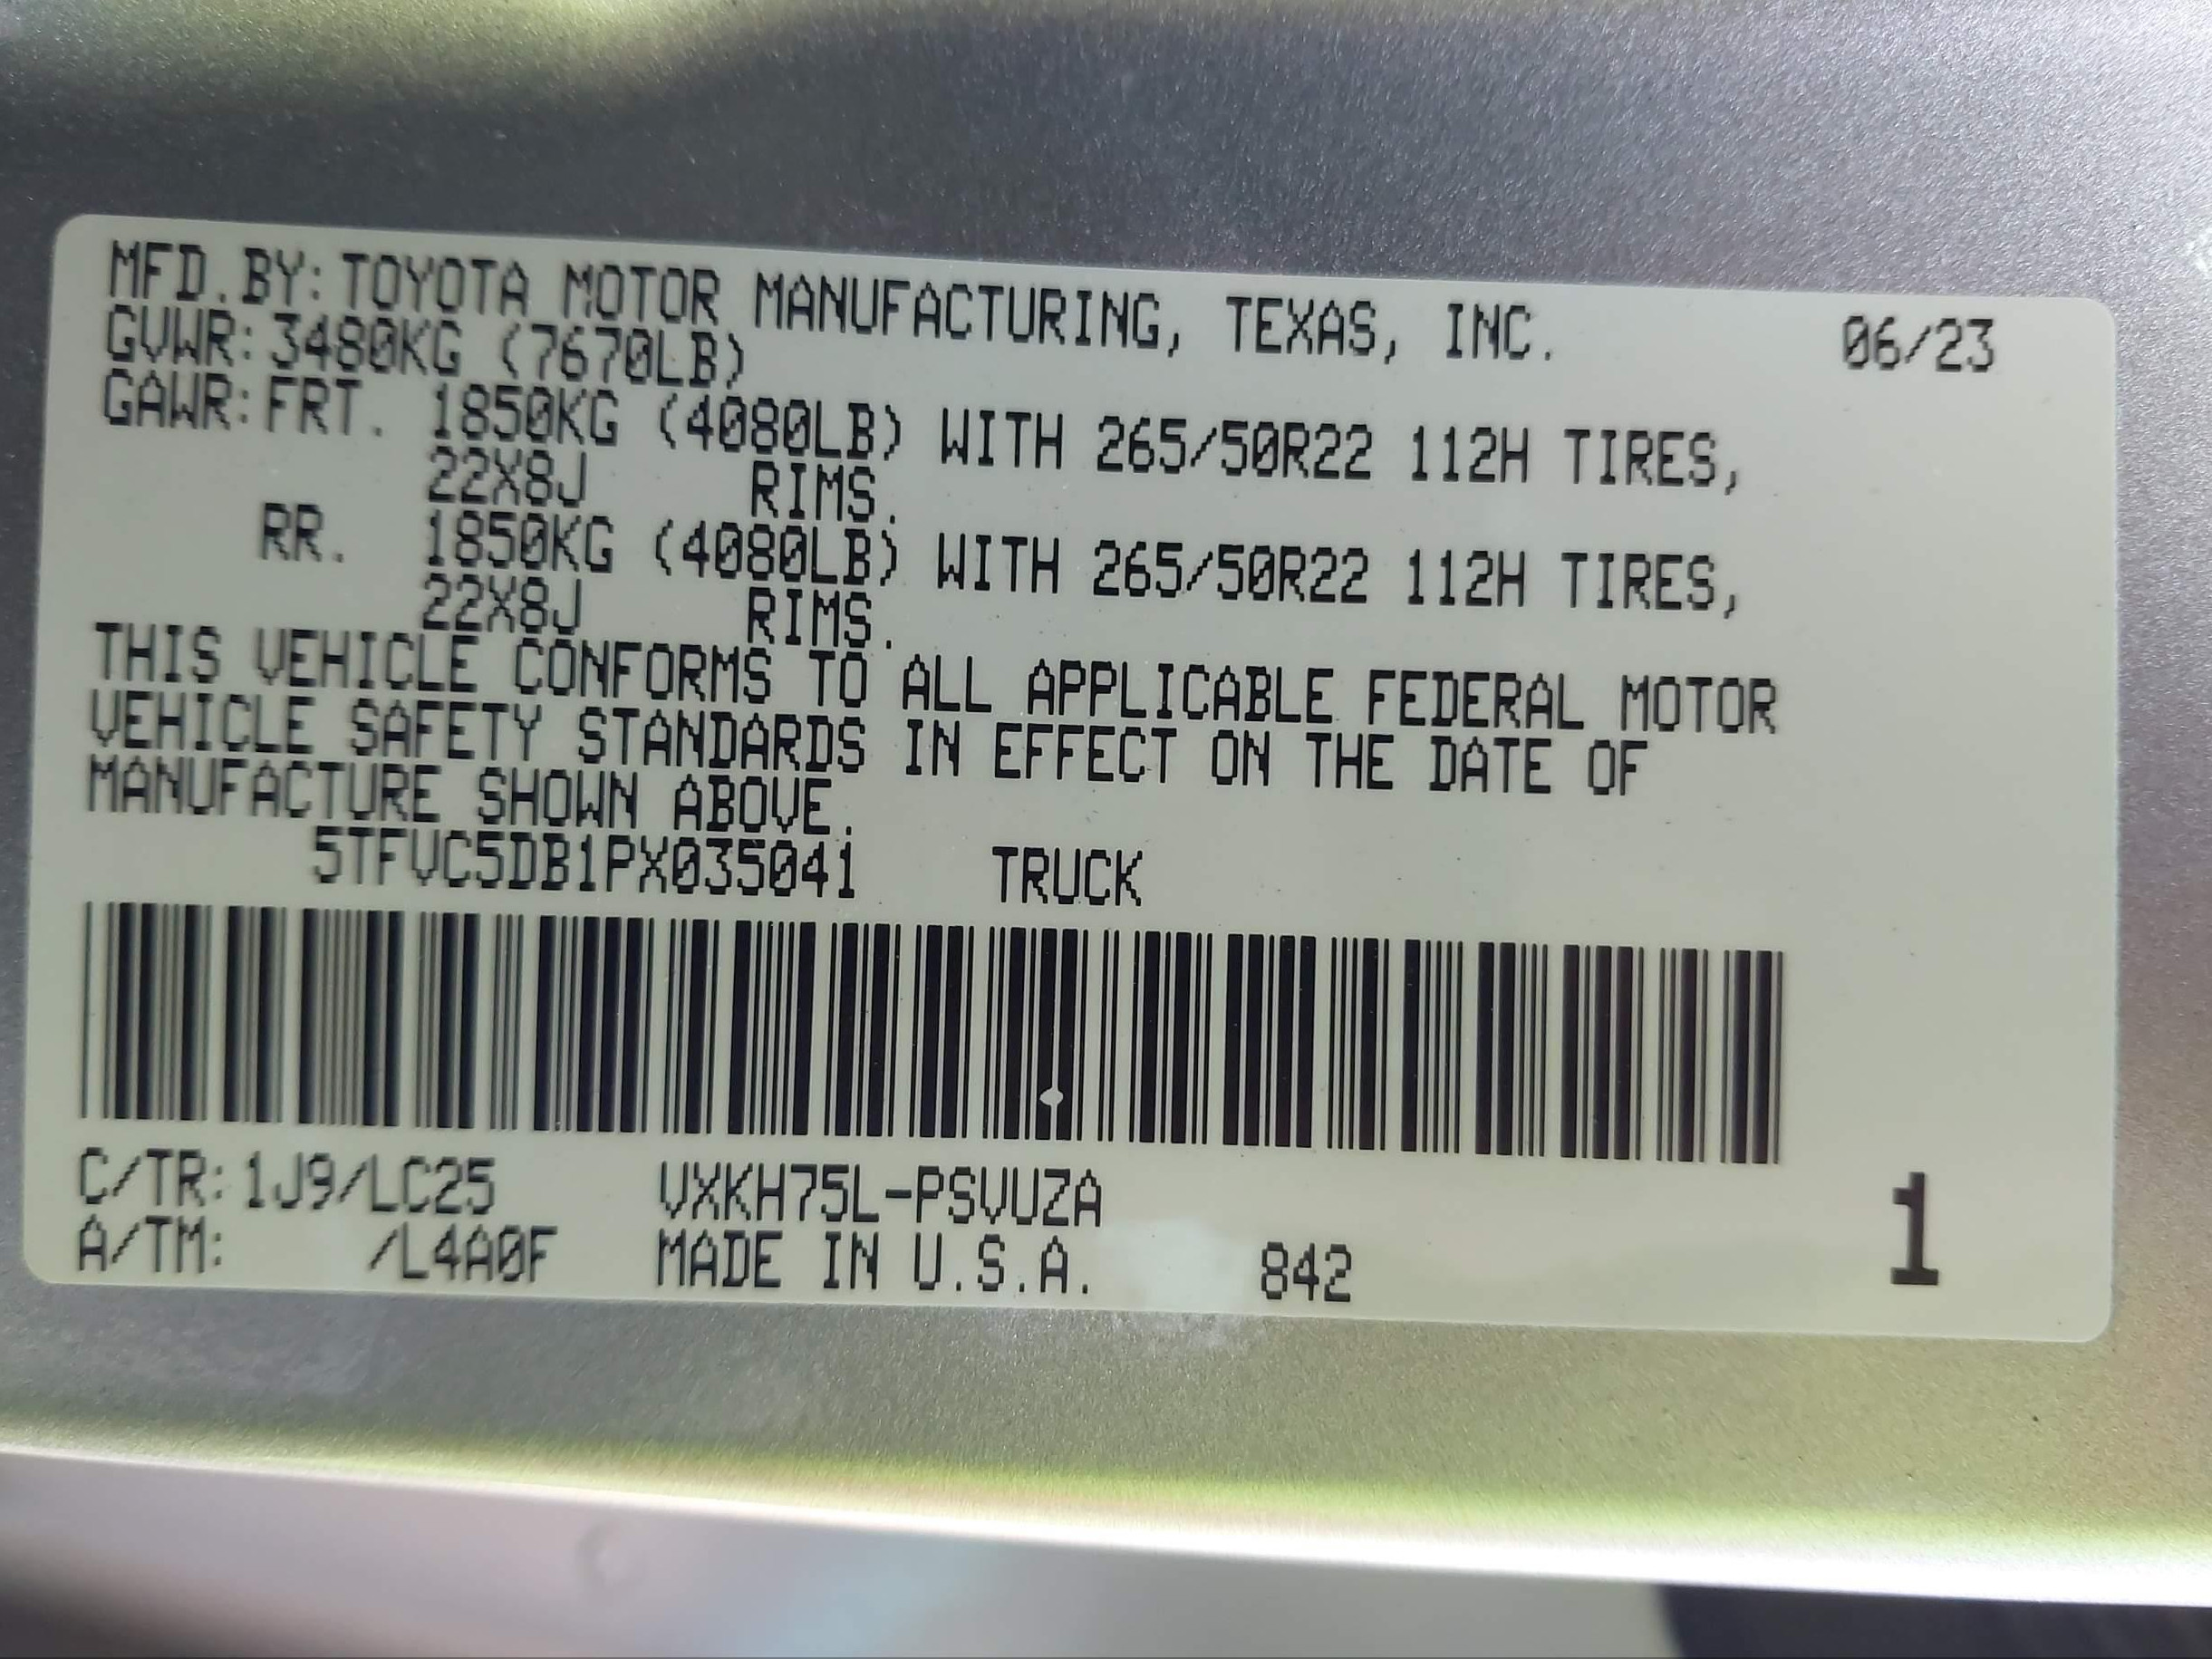 MFD.BY:TOYOTA MOTOR MANUFACTURING, TEXAS, INC. 06/23
GVWR:3480KG (7670LB)
GAWR:FRT. 1850KG (4080LB) WITH 265/50R22 112H TIRES,
22X8J RIMS.
RR. 1850KG (4080LB) WITH 265/50R22 112H TIRES,
22X8J RIMS.
THIS VEHICLE CONFORMS TO ALL APPLICABLE FEDERAL MOTOR
VEHICLE SAFETY STANDARDS IN EFFECT ON THE DATE OF
MANUFACTURE SHOWN ABOVE.
5TFVC5DB1PX035041 TRUCK
C/TR:1J9/LC25 VXKH75L-PSVUZA
A/TM: /L4A0F MADE IN U.S.A. 842 1